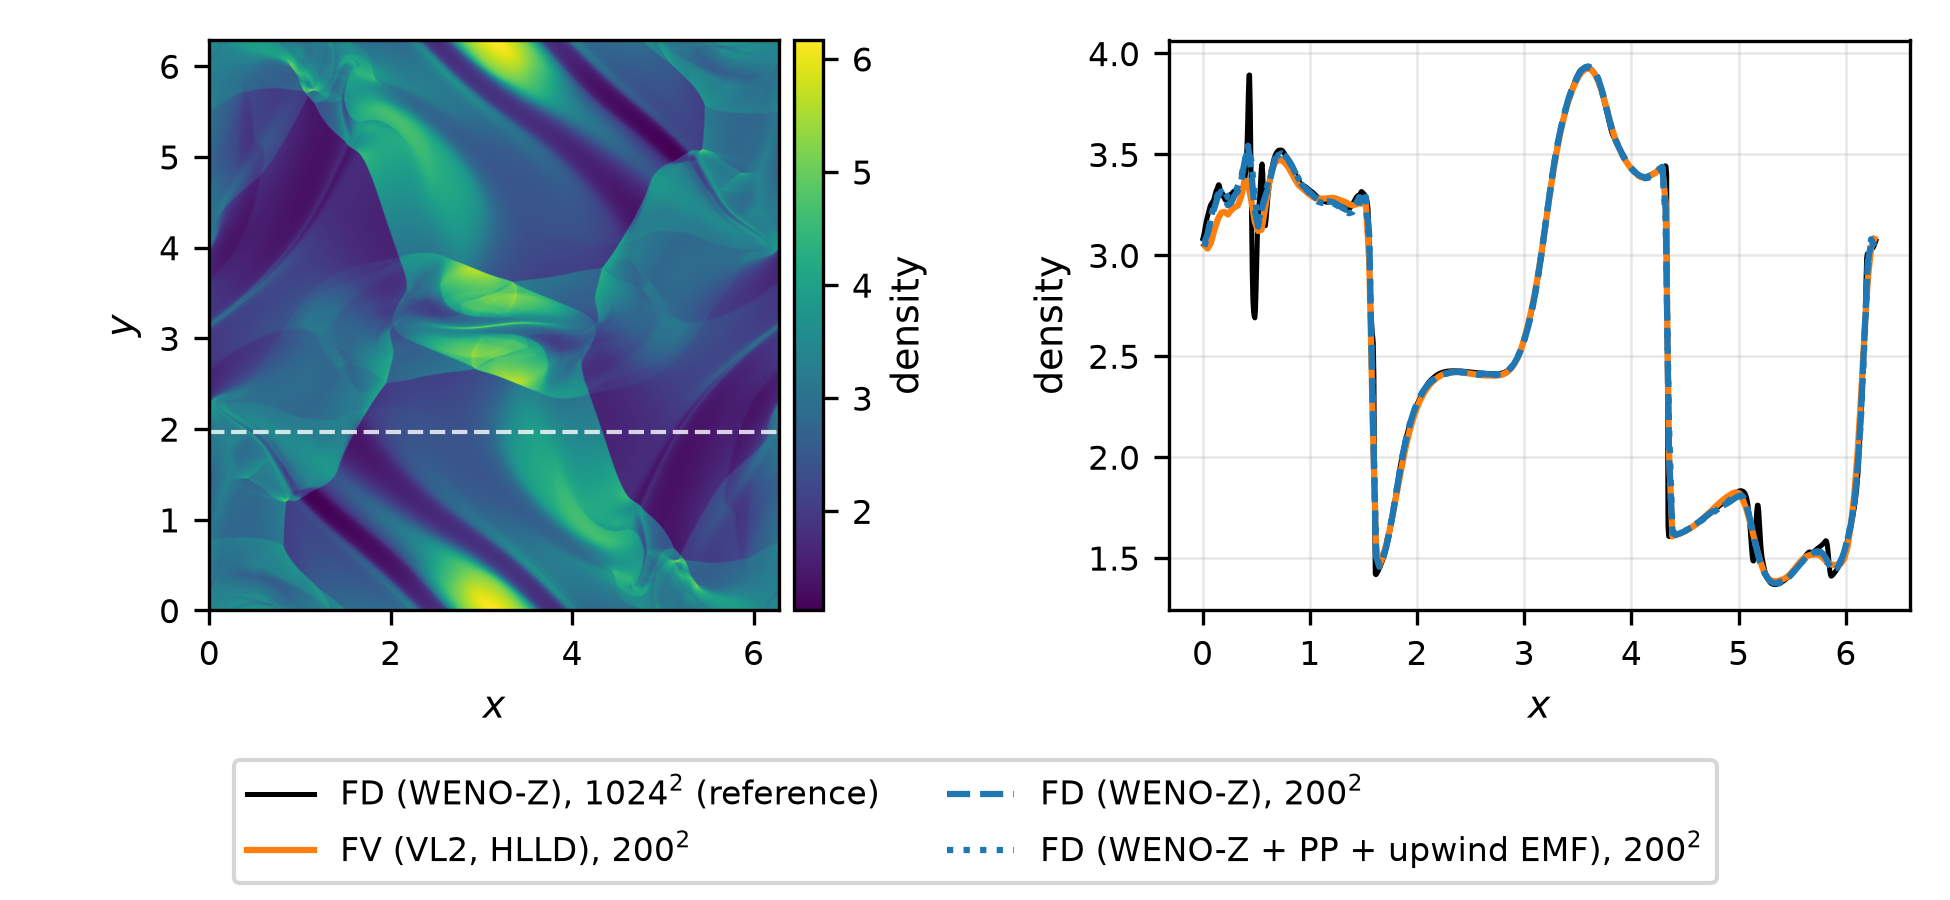 6
5
4
3
2
1
0
y
0 2 4 6
x
6
5
4
3
2
density
4.0
3.5
3.0
2.5
2.0
1.5
density
0 1 2 3 4 5 6
x
FD (WENO-Z), 1024² (reference)
FV (VL2, HLLD), 200²
FD (WENO-Z), 200²
FD (WENO-Z + PP + upwind EMF), 200²